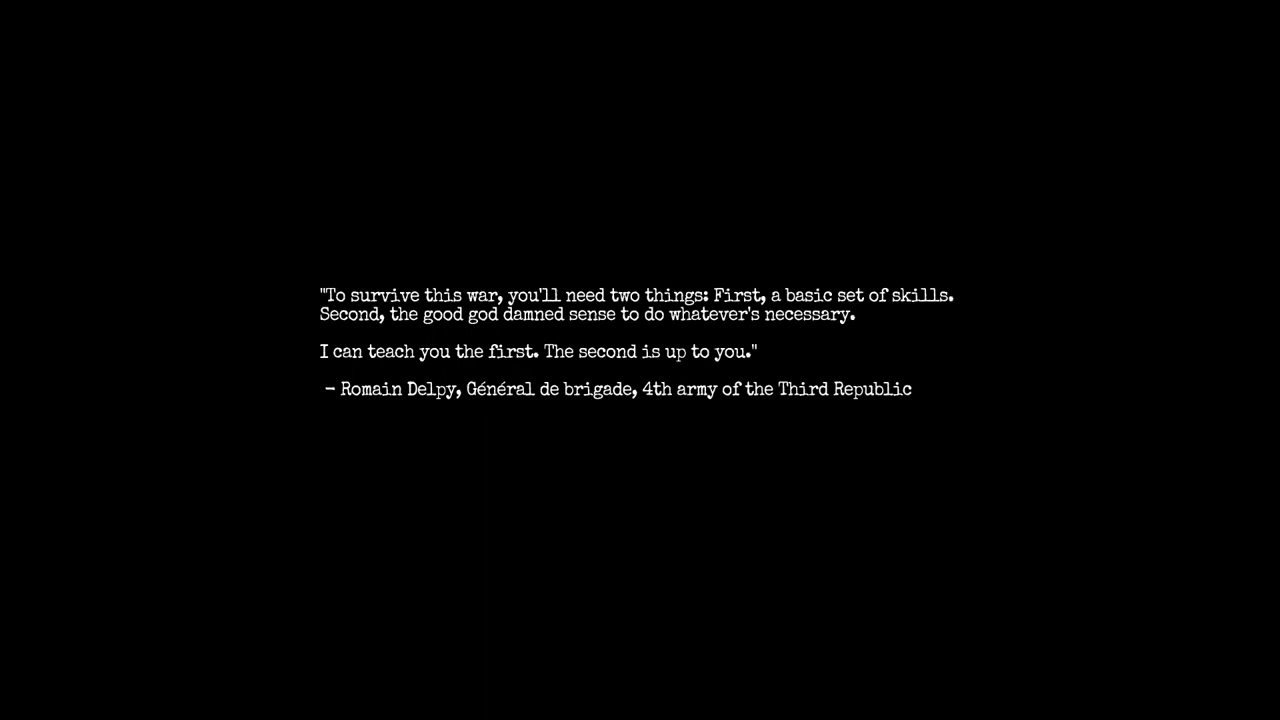 "To survive this war, you'll need two things: First, a basic set of skills.
Second, the good god damned sense to do whatever's necessary.
I can teach you the first. The second is up to you."
– Romain Delpy, Général de brigade, 4th army of the Third Republic